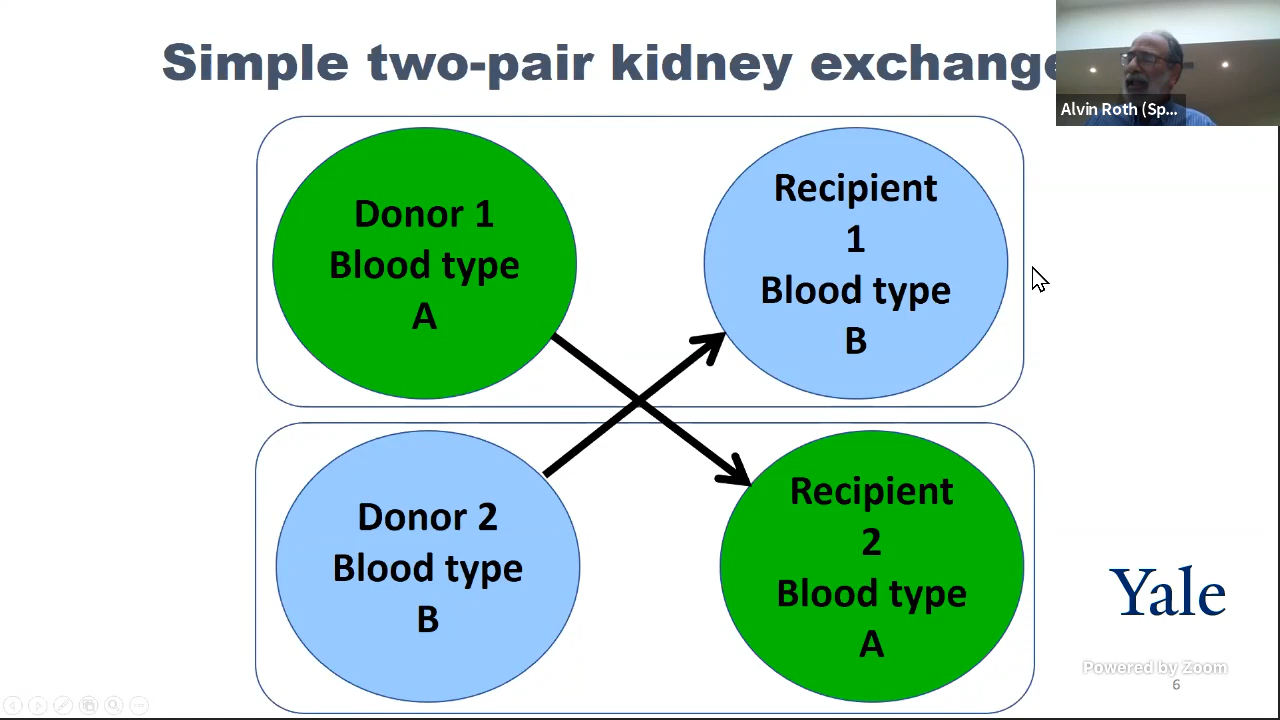 Simple two-pair kidney exchange
Alvin Roth (Sp...
Donor 1
Blood type
A
Recipient
1
Blood type
B
Donor 2
Blood type
B
Recipient
2
Blood type
A
Yale
Powered by Zoom
6